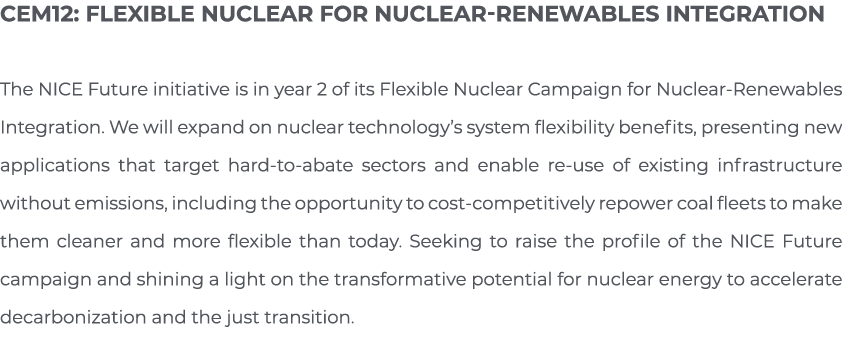 CEM12: FLEXIBLE NUCLEAR FOR NUCLEAR-RENEWABLES INTEGRATION
The NICE Future initiative is in year 2 of its Flexible Nuclear Campaign for Nuclear-Renewables
Integration. We will expand on nuclear technology’s system flexibility benefits, presenting new
applications that target hard-to-abate sectors and enable re-use of existing infrastructure
without emissions, including the opportunity to cost-competitively repower coal fleets to make
them cleaner and more flexible than today. Seeking to raise the profile of the NICE Future
campaign and shining a light on the transformative potential for nuclear energy to accelerate
decarbonization and the just transition.